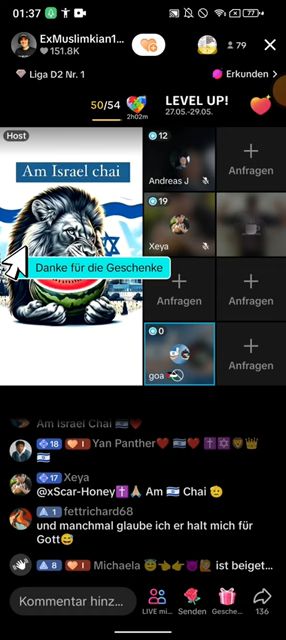 01:37
ExMuslimkian1...
151.8K
79
Liga D2 Nr. 1
Erkunden >
50/54
2h02m
LEVEL UP!
27.05.-29.05.
Host
Am Israel chai
Danke für die Geschenke
12
Andreas J
Anfragen
19
Xeya
Anfragen
Anfragen
0
goa
Anfragen
Am Israel Chai
18 1 Yan Panther
17 Xeya
@xScar-Honey✝️🙏 Am 🇮🇱 Chai 🫡
1 fettrichard68
und manchmal glaube ich er halt mich für
Gott😅
8 1 Michaela 😇👈👉😈🙋 ist beiget...
Kommentar hinz...
LIVE mi...
Senden
Gesche...
136